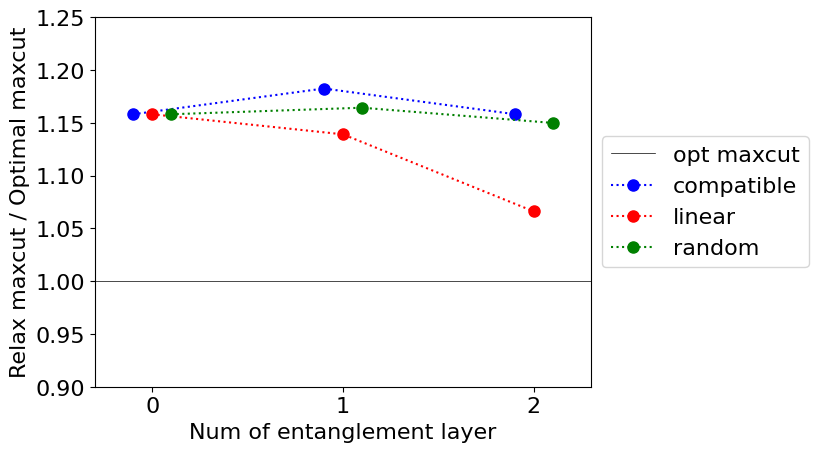 Relax maxcut / Optimal maxcut
1.25
1.20
1.15
1.10
1.05
1.00
0.95
0.90
0 1 2
Num of entanglement layer
opt maxcut
compatible
linear
random